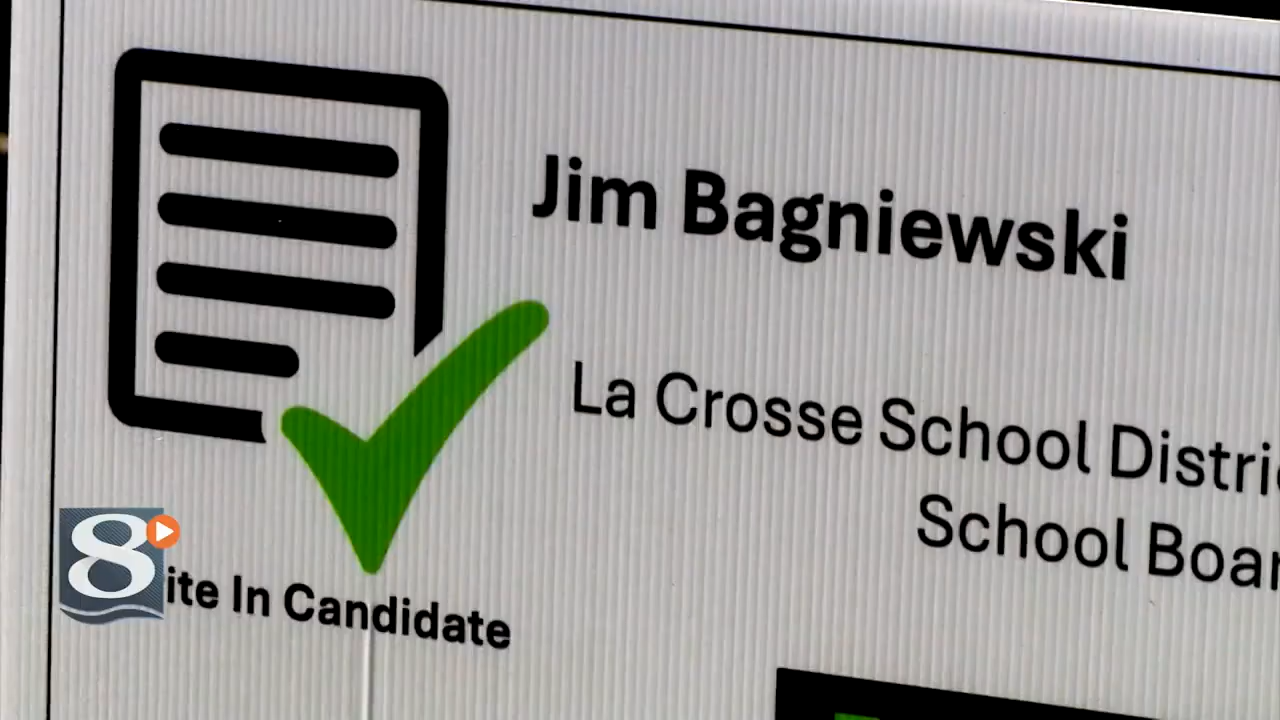 Jim Bagniewski
La Crosse School Distri
School Boar
8
ite In Candidate